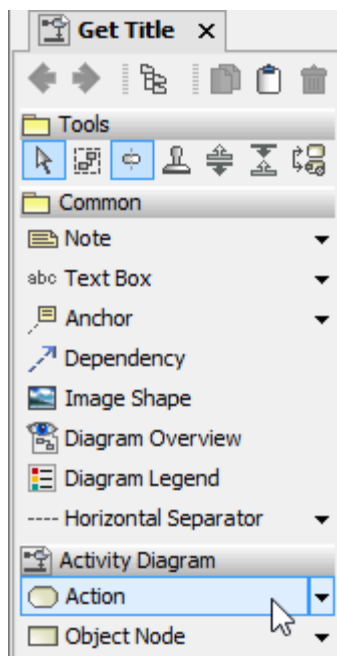 Get Title
Tools
Common
Note
abc Text Box
Anchor
Dependency
Image Shape
Diagram Overview
Diagram Legend
Horizontal Separator
Activity Diagram
Action
Object Node